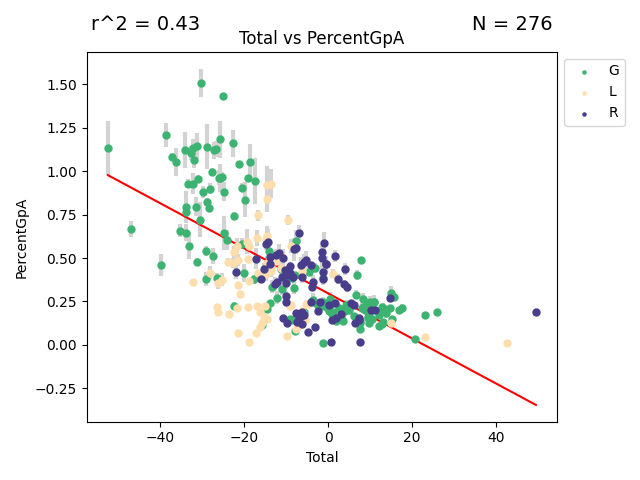 r^2 = 0.43 N = 276
Total vs PercentGpA
G
L
R
1.50
1.25
1.00
0.75
0.50
0.25
0.00
−0.25
PercentGpA
−40 −20 0 20 40
Total